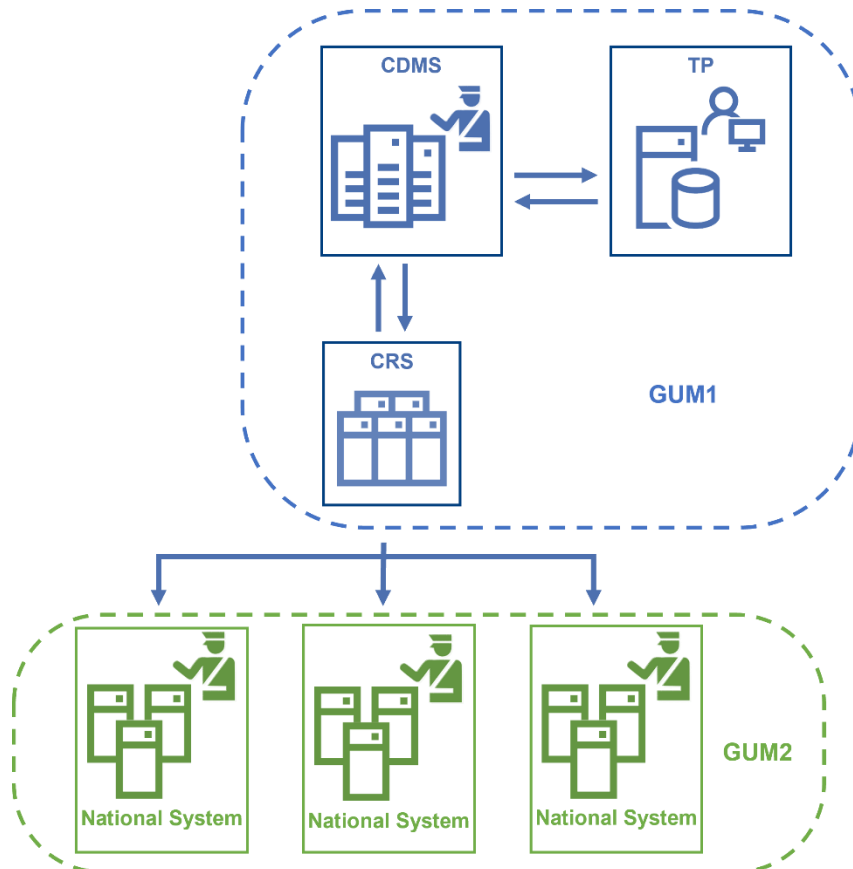 CDMS
TP
CRS
GUM1
GUM2
National System
National System
National System